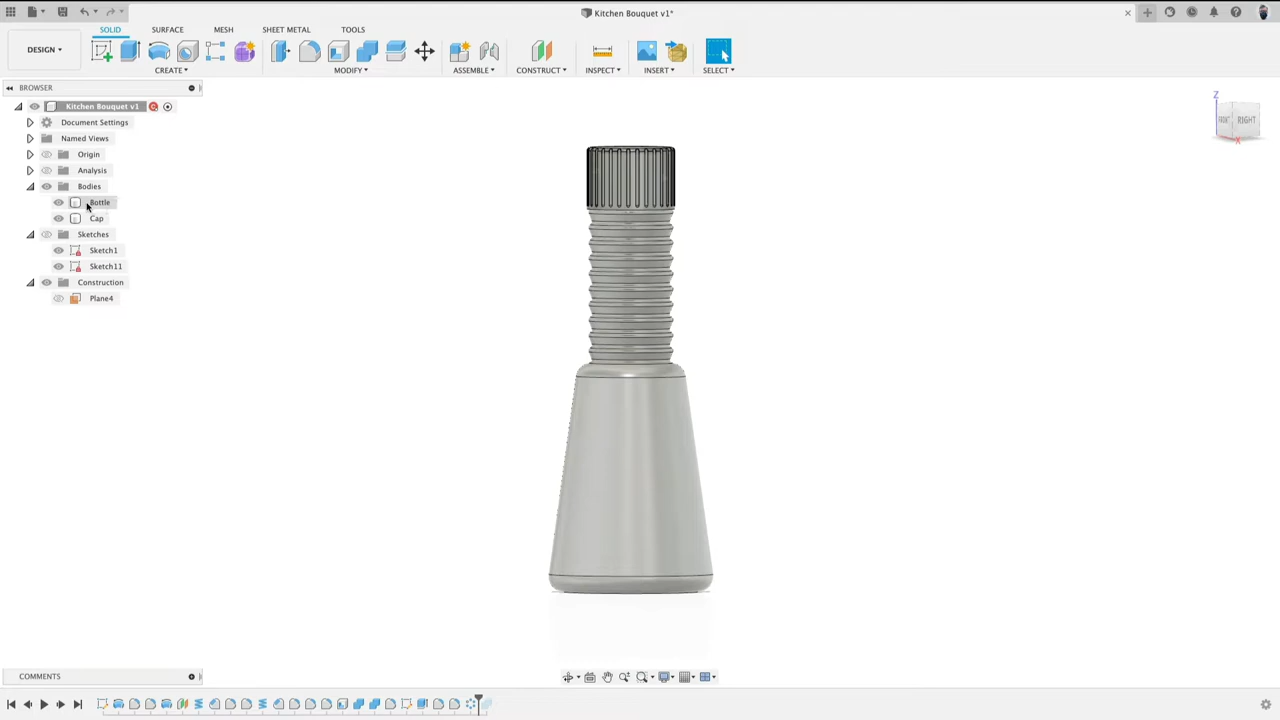 Kitchen Bouquet v1*
SOLID SURFACE MESH SHEET METAL TOOLS
DESIGN
CREATE MODIFY ASSEMBLE CONSTRUCT INSPECT INSERT SELECT
BROWSER
Kitchen Bouquet v1
Document Settings
Named Views
Origin
Analysis
Bodies
Bottle
Cap
Sketches
Sketch1
Sketch11
Construction
Plane4
Z
FRONT RIGHT
X
COMMENTS